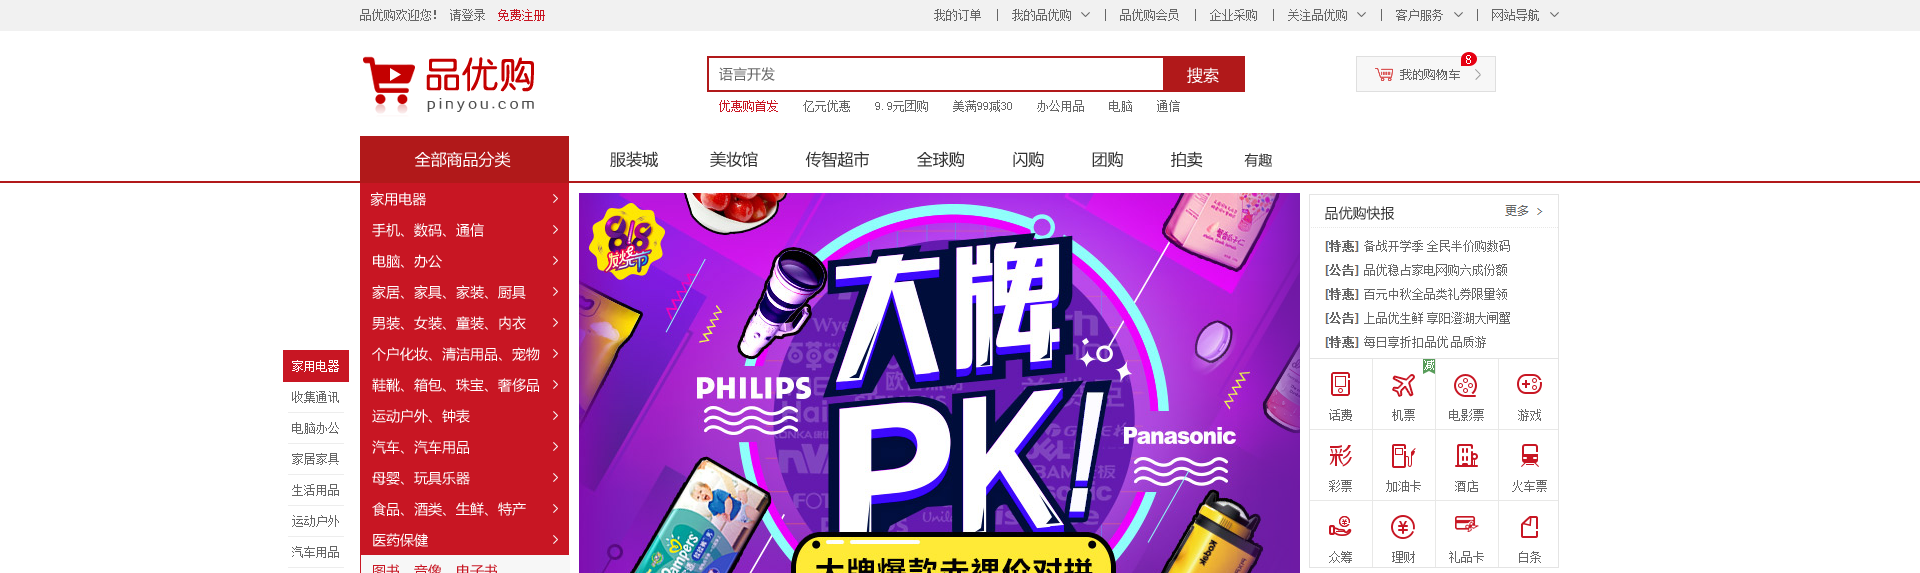 品优购欢迎您! 请登录 免费注册
我的订单 | 我的品优购 | 品优购会员 | 企业采购 | 关注品优购 | 客户服务 | 网站导航
品优购
pinyou.com
语言开发 搜索
8
我的购物车
优惠购首发 亿元优惠 9.9元团购 美满99减30 办公用品 电脑 通信
全部商品分类 服装城 美妆馆 传智超市 全球购 闪购 团购 拍卖 有趣
家用电器
手机、数码、通信
电脑、办公
家居、家具、家装、厨具
男装、女装、童装、内衣
个户化妆、清洁用品、宠物
鞋靴、箱包、珠宝、奢侈品
运动户外、钟表
汽车、汽车用品
母婴、玩具乐器
食品、酒类、生鲜、特产
医药保健
图书、音像、电子书
家用电器
收集通讯
电脑办公
家居家具
生活用品
运动户外
汽车用品
818
发烧节
大牌
PK!
PHILIPS
Panasonic
Pampers
Kodak
大牌爆款赤裸价对拼
品优购快报 更多
[特惠] 备战开学季 全民半价购数码
[公告] 品优稳占家电网购六成份额
[特惠] 百元中秋全品类礼券限量领
[公告] 上品优生鲜 享阳澄湖大闸蟹
[特惠] 每日享折扣品优品质游
减
话费 机票 电影票 游戏
彩
彩票 加油卡 酒店 火车票
众筹 理财 礼品卡 白条